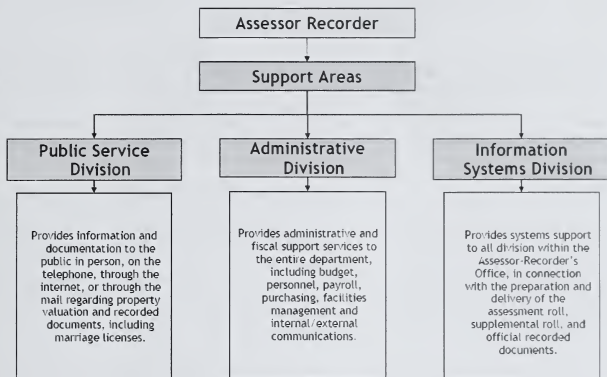 Assessor Recorder
Support Areas
Public Service
Division
Administrative
Division
Information
Systems Division
Provides information and
documentation to the
public in person, on the
telephone, through the
internet, or through the
mail regarding property
valuation and recorded
documents, including
marriage licenses.
Provides administrative and
fiscal support services to
the entire department,
including budget,
personnel, payroll,
purchasing, facilities
management and
internal/external
communications.
Provides systems support
to all division within the
Assessor-Recorder's
Office, in connection
with the preparation and
delivery of the
assessment roll,
supplemental roll, and
official recorded
documents.